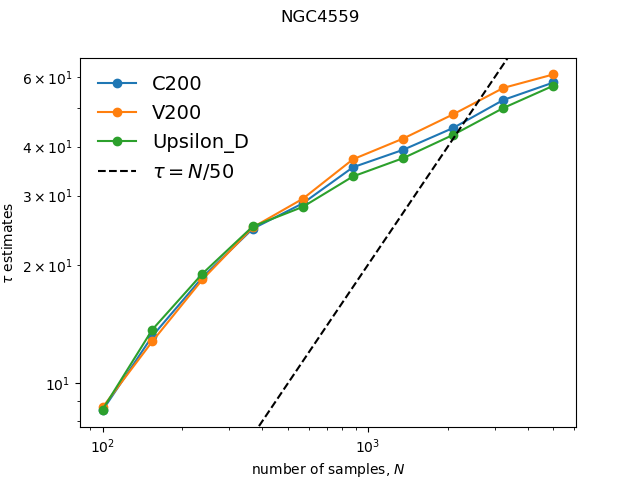 NGC4559
C200
V200
Upsilon_D
τ = N/50
6 × 10¹
4 × 10¹
3 × 10¹
2 × 10¹
10¹
τ estimates
10² 10³
number of samples, N